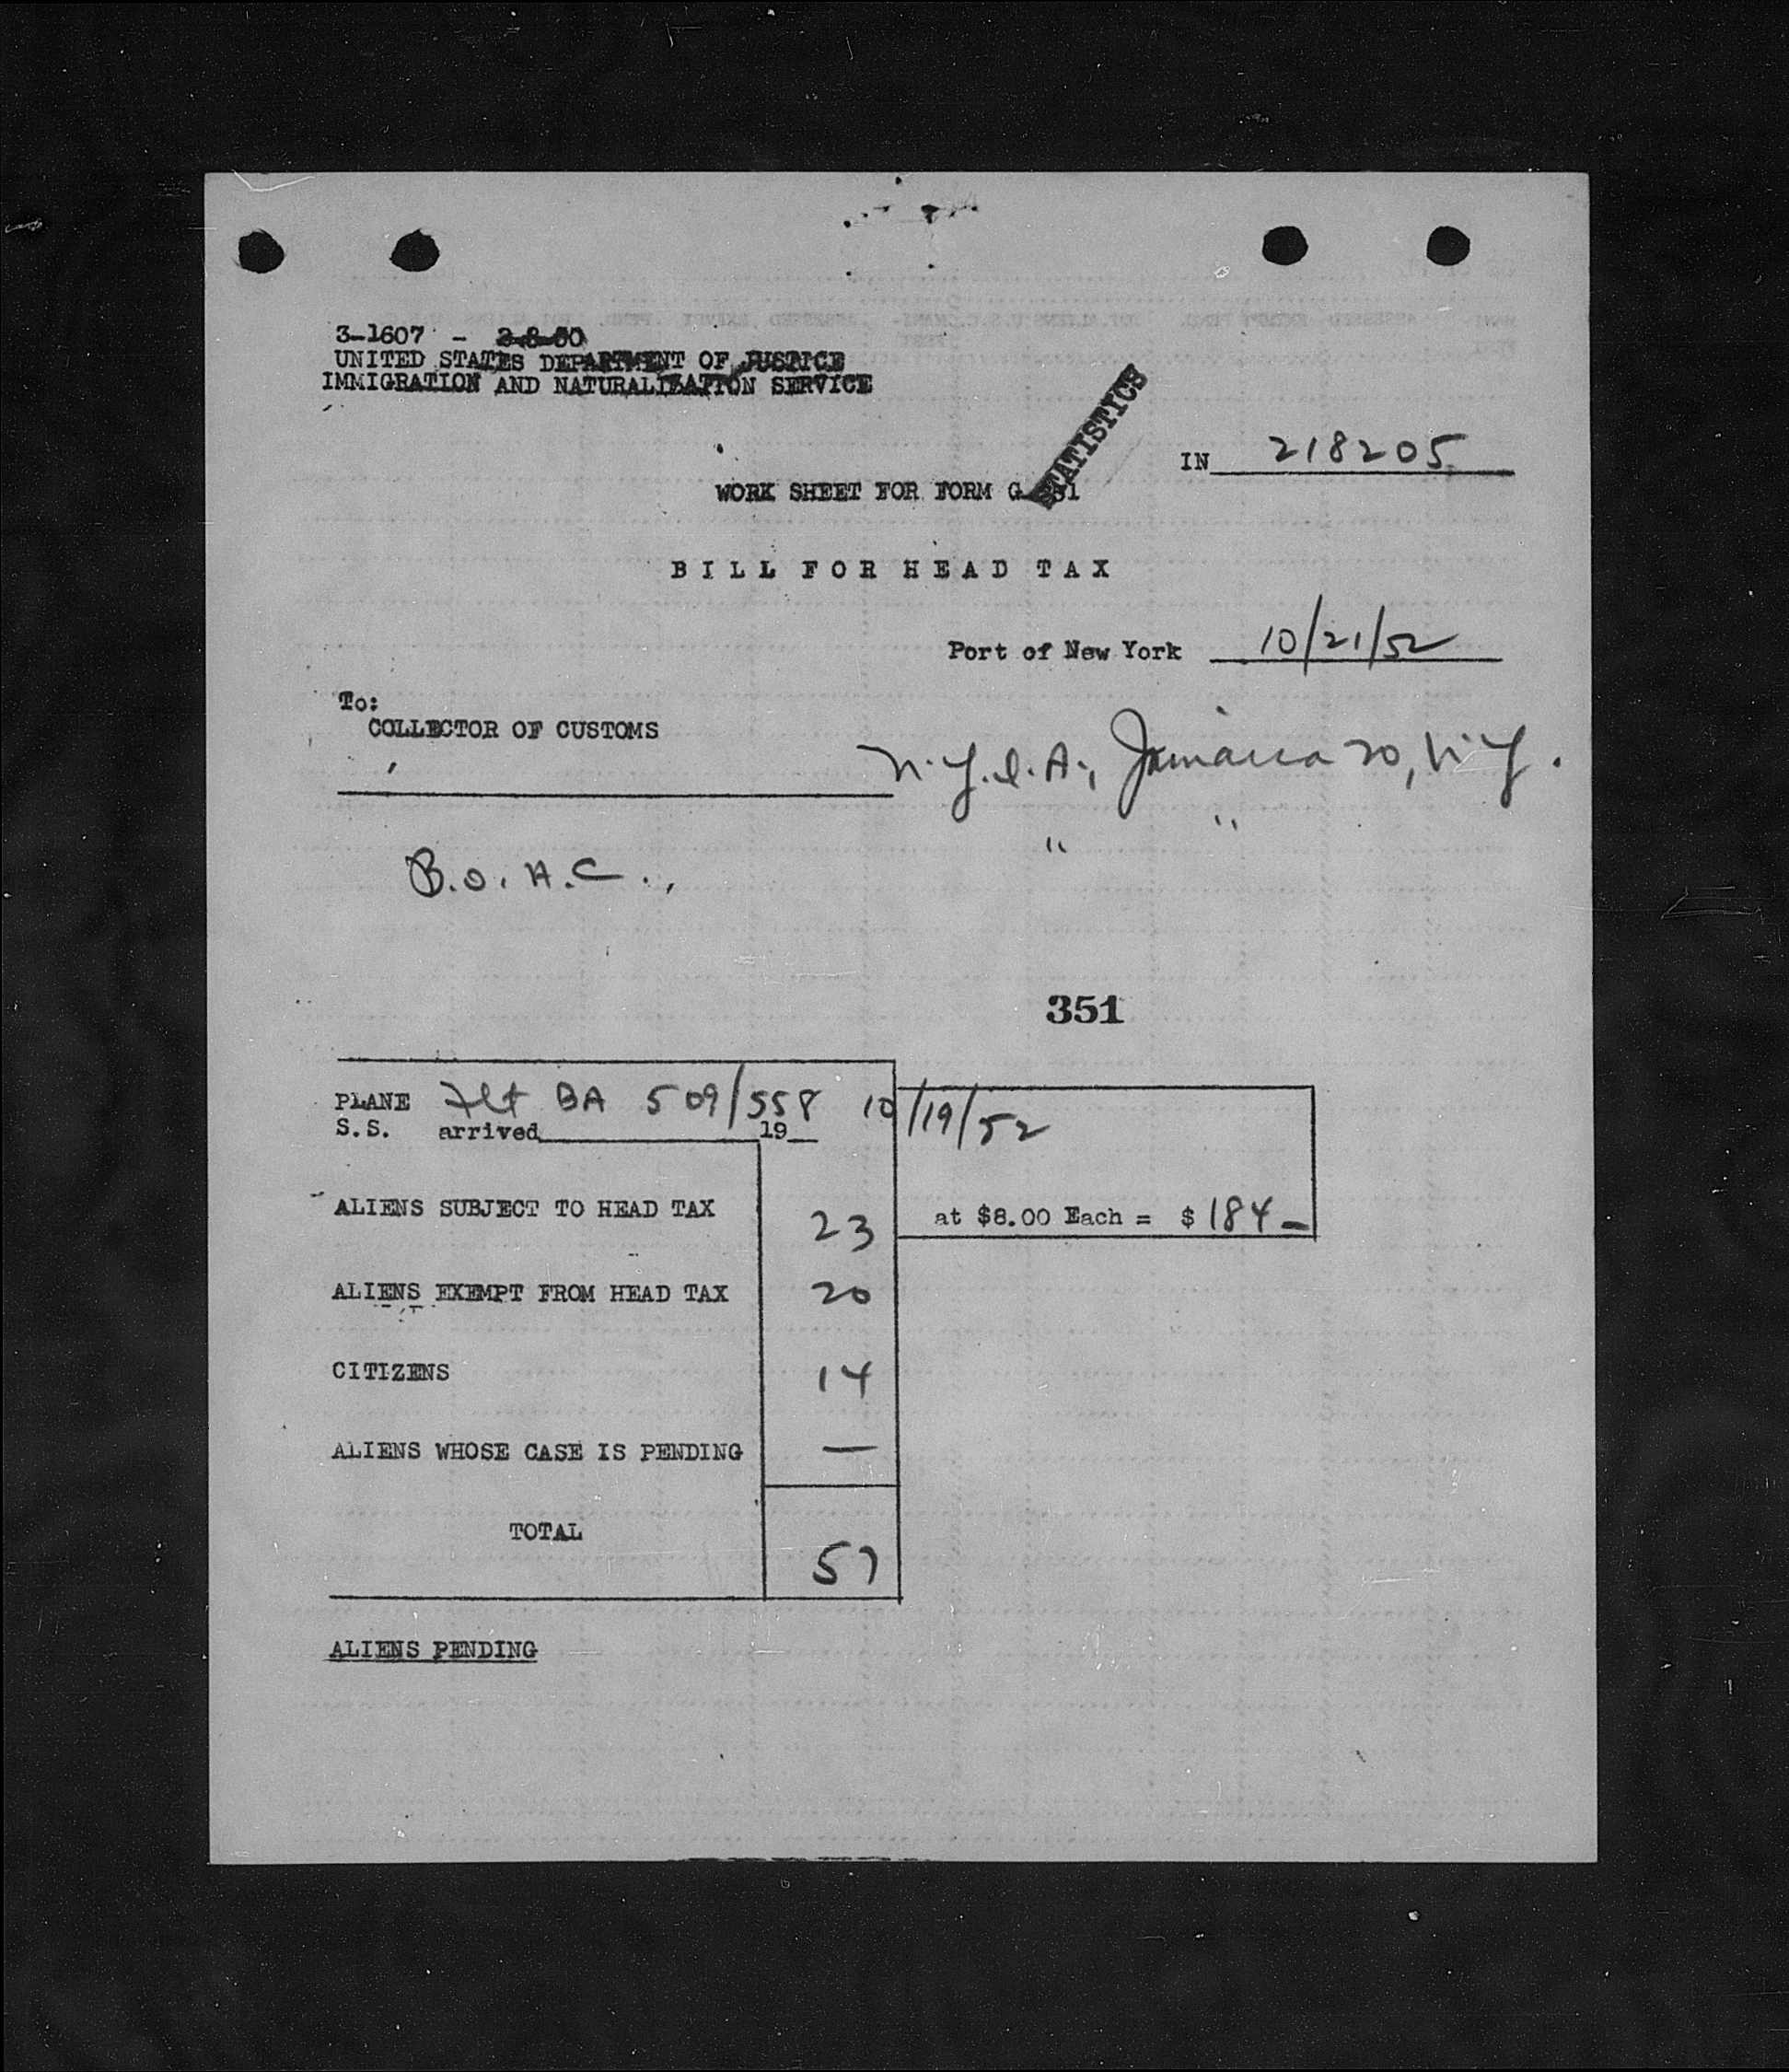 3-1607 - 2-8-50
UNITED STATES DEPARTMENT OF JUSTICE
IMMIGRATION AND NATURALIZATION SERVICE
STATISTICS
IN 218205
WORK SHEET FOR FORM G-
BILL FOR HEAD TAX
Port of New York 10/21/52
To:
COLLECTOR OF CUSTOMS
N.Y.I.A., Jamaica 30, N.Y.
" "
B.O.A.C.,
351
PLANE Flt BA 509/558 10/19/52
S.S. arrived 19
ALIENS SUBJECT TO HEAD TAX 23 at $8.00 Each = $ 184 —
ALIENS EXEMPT FROM HEAD TAX 20
CITIZENS 14
ALIENS WHOSE CASE IS PENDING —
TOTAL 57
ALIENS PENDING